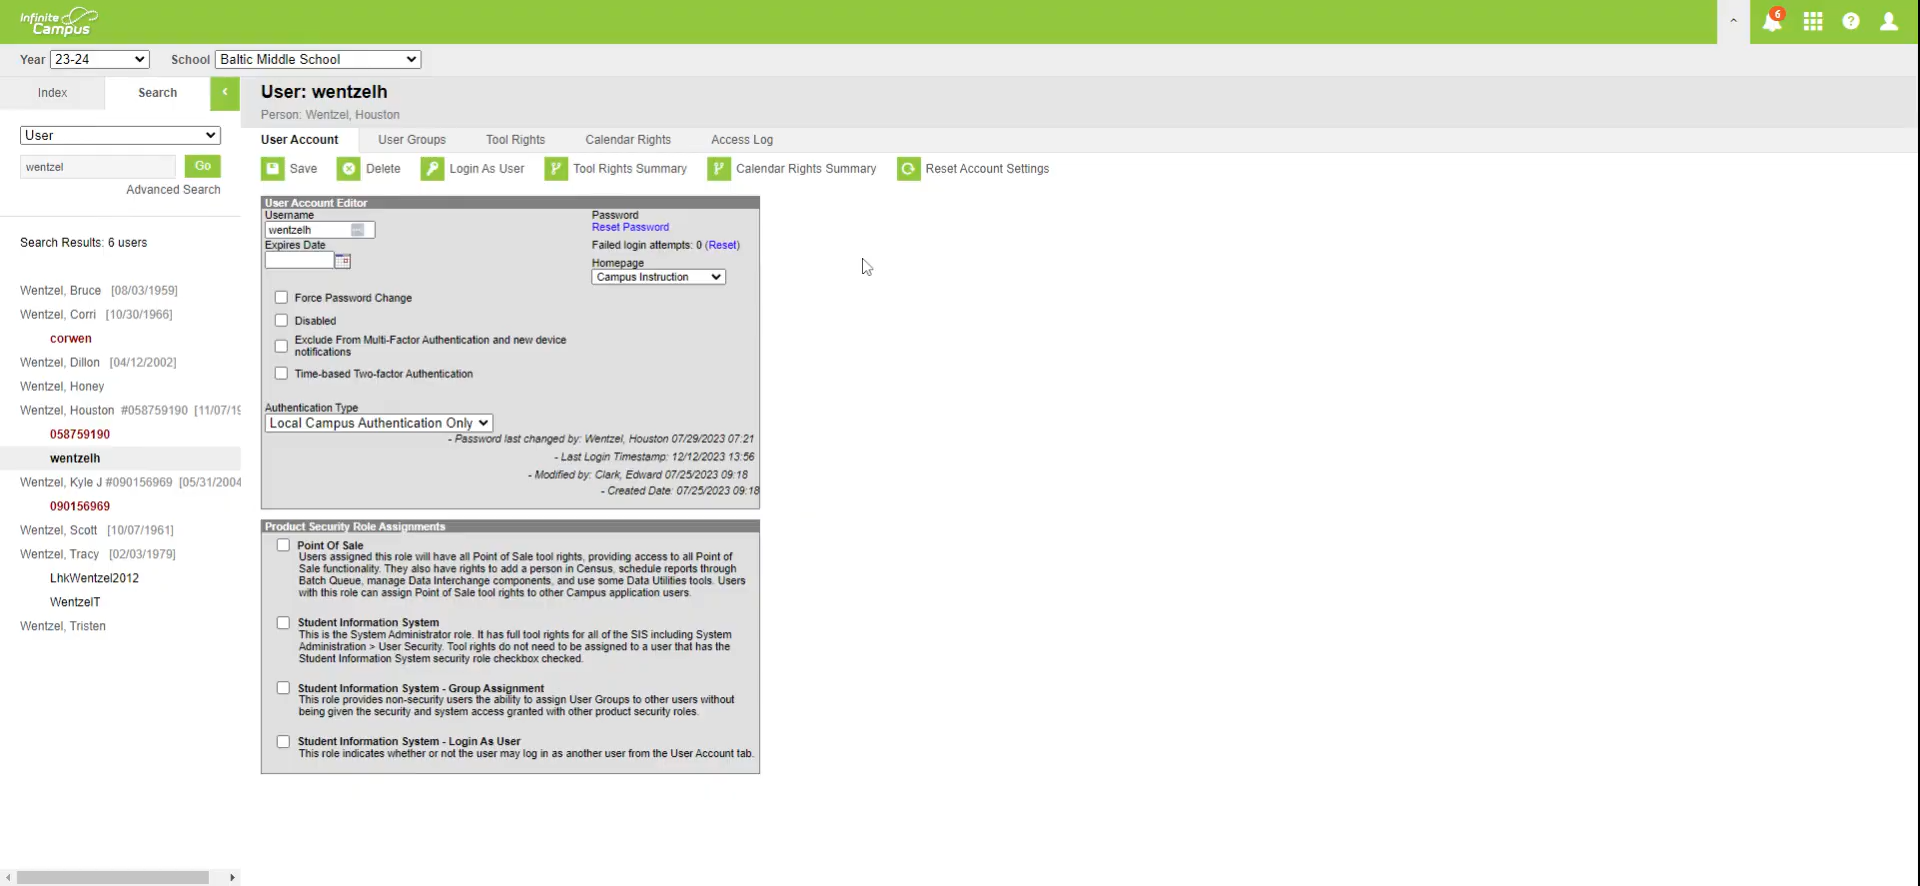 Infinite Campus
6
Year 23-24 School Baltic Middle School
Index Search
User
wentzel Go
Advanced Search
Search Results: 6 users
Wentzel, Bruce [08/03/1959]
Wentzel, Corri [10/30/1966]
corwen
Wentzel, Dillon [04/12/2002]
Wentzel, Honey
Wentzel, Houston #058759190 [11/07/19
058759190
wentzelh
Wentzel, Kyle J #090156969 [05/31/2004
090156969
Wentzel, Scott [10/07/1961]
Wentzel, Tracy [02/03/1979]
LhkWentzel2012
WentzelT
Wentzel, Tristen
User: wentzelh
Person: Wentzel, Houston
User Account User Groups Tool Rights Calendar Rights Access Log
Save Delete Login As User Tool Rights Summary Calendar Rights Summary Reset Account Settings
User Account Editor
Username
wentzelh
Expires Date
Password
Reset Password
Failed login attempts: 0 (Reset)
Homepage
Campus Instruction
Force Password Change
Disabled
Exclude From Multi-Factor Authentication and new device
notifications
Time-based Two-factor Authentication
Authentication Type
Local Campus Authentication Only
- Password last changed by: Wentzel, Houston 07/29/2023 07:21
- Last Login Timestamp: 12/12/2023 13:56
- Modified by: Clark, Edward 07/25/2023 09:18
- Created Date: 07/25/2023 09:18
Product Security Role Assignments
Point Of Sale
Users assigned this role will have all Point of Sale tool rights, providing access to all Point of
Sale functionality. They also have rights to add a person in Census, schedule reports through
Batch Queue, manage Data Interchange components, and use some Data Utilities tools. Users
with this role can assign Point of Sale tool rights to other Campus application users.
Student Information System
This is the System Administrator role. It has full tool rights for all of the SIS including System
Administration > User Security. Tool rights do not need to be assigned to a user that has the
Student Information System security role checkbox checked.
Student Information System - Group Assignment
This role provides non-security users the ability to assign User Groups to other users without
being given the security and system access granted with other product security roles.
Student Information System - Login As User
This role indicates whether or not the user may log in as another user from the User Account tab.